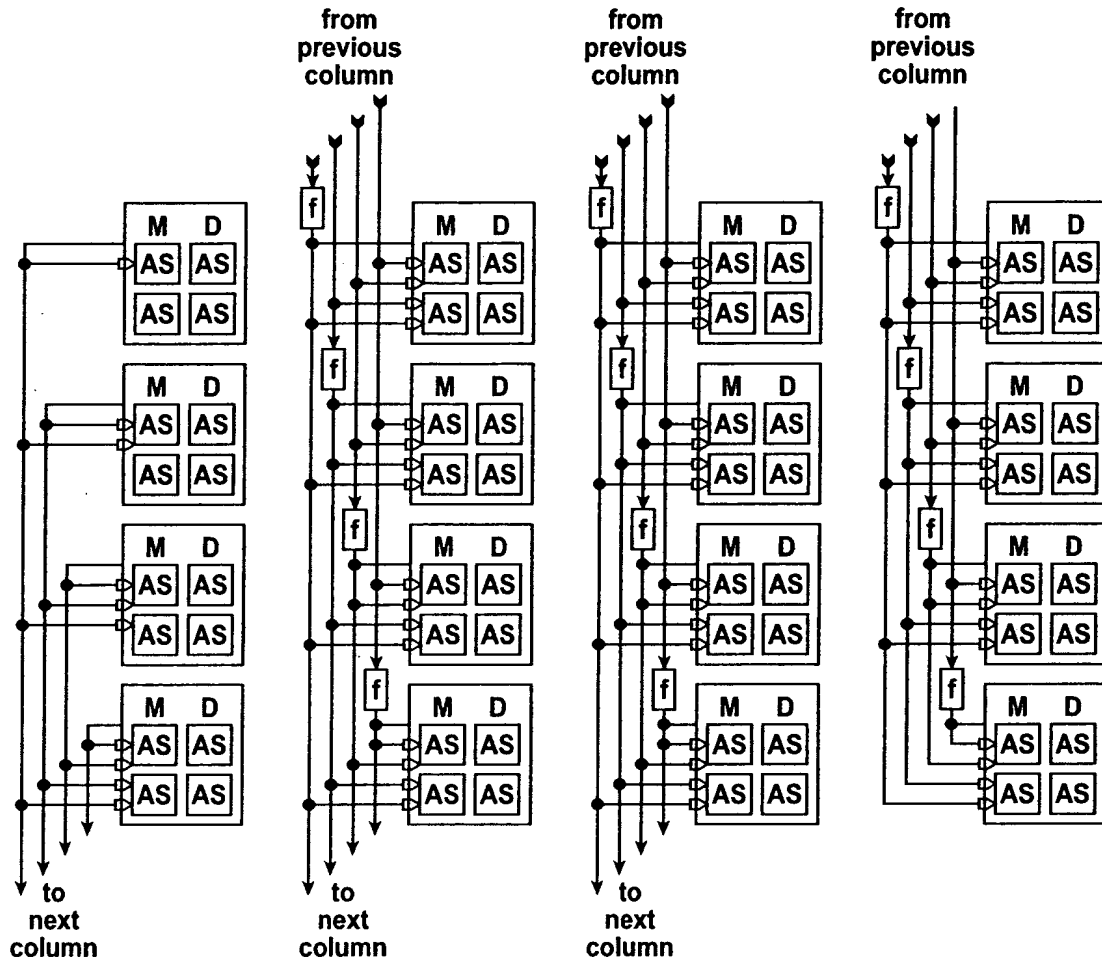 M D
AS AS
AS AS
M D
AS AS
AS AS
M D
AS AS
AS AS
M D
AS AS
AS AS
to
next
column
from
previous
column
f
M D
AS AS
AS AS
f
M D
AS AS
AS AS
f
M D
AS AS
AS AS
f
M D
AS AS
AS AS
to
next
column
from
previous
column
f
M D
AS AS
AS AS
f
M D
AS AS
AS AS
f
M D
AS AS
AS AS
f
M D
AS AS
AS AS
to
next
column
from
previous
column
f
M D
AS AS
AS AS
f
M D
AS AS
AS AS
f
M D
AS AS
AS AS
f
M D
AS AS
AS AS